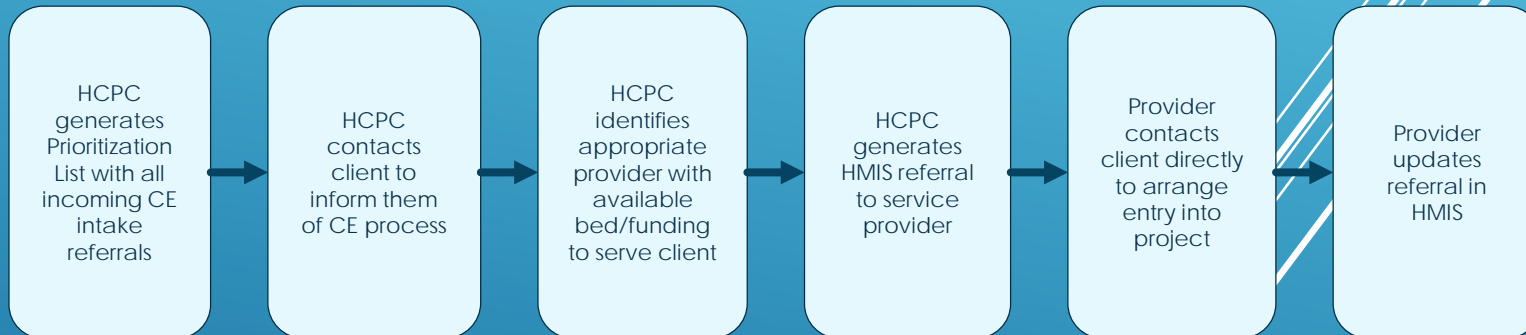 HCPC
generates
Prioritization
List with all
incoming CE
intake
referrals
HCPC
contacts
client to
inform them
of CE process
HCPC
identifies
appropriate
provider with
available
bed/funding
to serve client
HCPC
generates
HMIS referral
to service
provider
Provider
contacts
client directly
to arrange
entry into
project
Provider
updates
referral in
HMIS